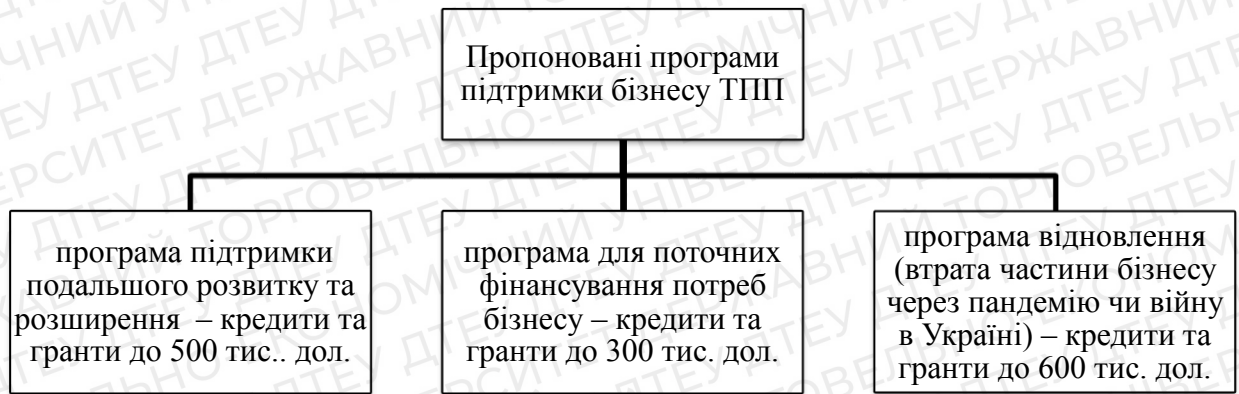 Пропоновані програми
підтримки бізнесу ТПП
програма підтримки
подальшого розвитку та
розширення – кредити та
гранти до 500 тис.. дол.
програма для поточних
фінансування потреб
бізнесу – кредити та
гранти до 300 тис. дол.
програма відновлення
(втрата частини бізнесу
через пандемію чи війну
в Україні) – кредити та
гранти до 600 тис. дол.